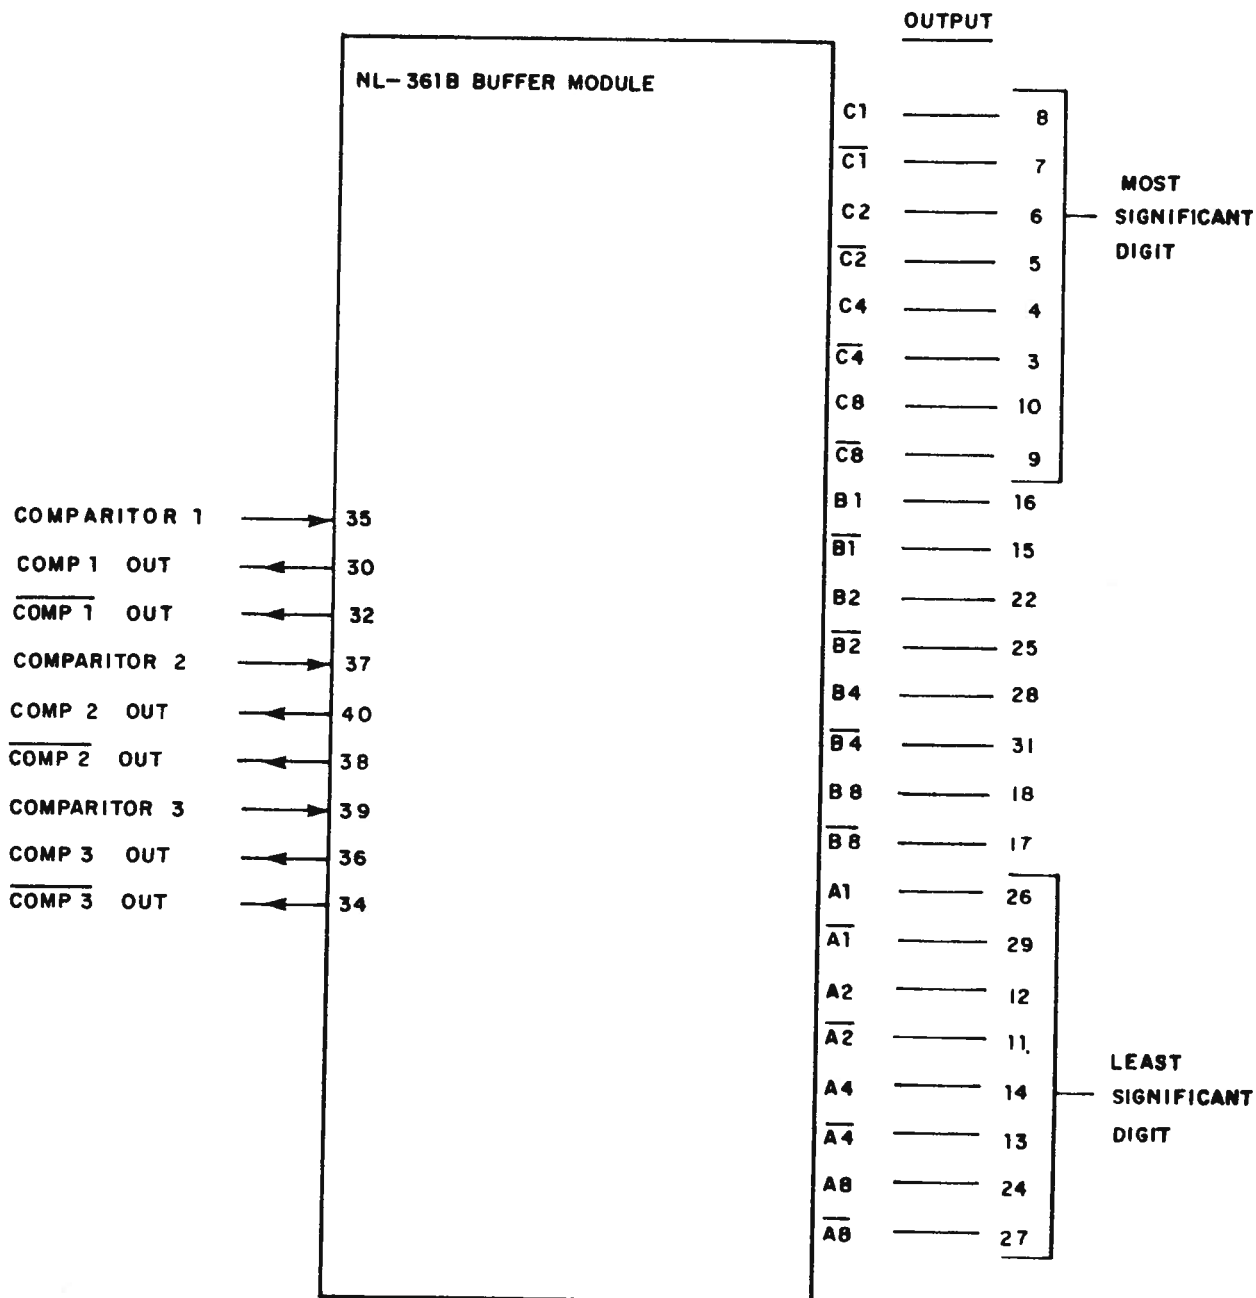 OUTPUT
NL-361B BUFFER MODULE
C1 8
C̅1̅ 7
C2 6
C̅2̅ 5
C4 4
C̅4̅ 3
C8 10
C̅8̅ 9
MOST
SIGNIFICANT
DIGIT
COMPARITOR 1 35
COMP 1 OUT 30
C̅O̅M̅P̅ ̅1̅ OUT 32
COMPARITOR 2 37
COMP 2 OUT 40
C̅O̅M̅P̅ ̅2̅ OUT 38
COMPARITOR 3 39
COMP 3 OUT 36
C̅O̅M̅P̅ ̅3̅ OUT 34
B1 16
B̅1̅ 15
B2 22
B̅2̅ 25
B4 28
B̅4̅ 31
B8 18
B̅8̅ 17
A1 26
A̅1̅ 29
A2 12
A̅2̅ 11
A4 14
A̅4̅ 13
A8 24
A̅8̅ 27
LEAST
SIGNIFICANT
DIGIT